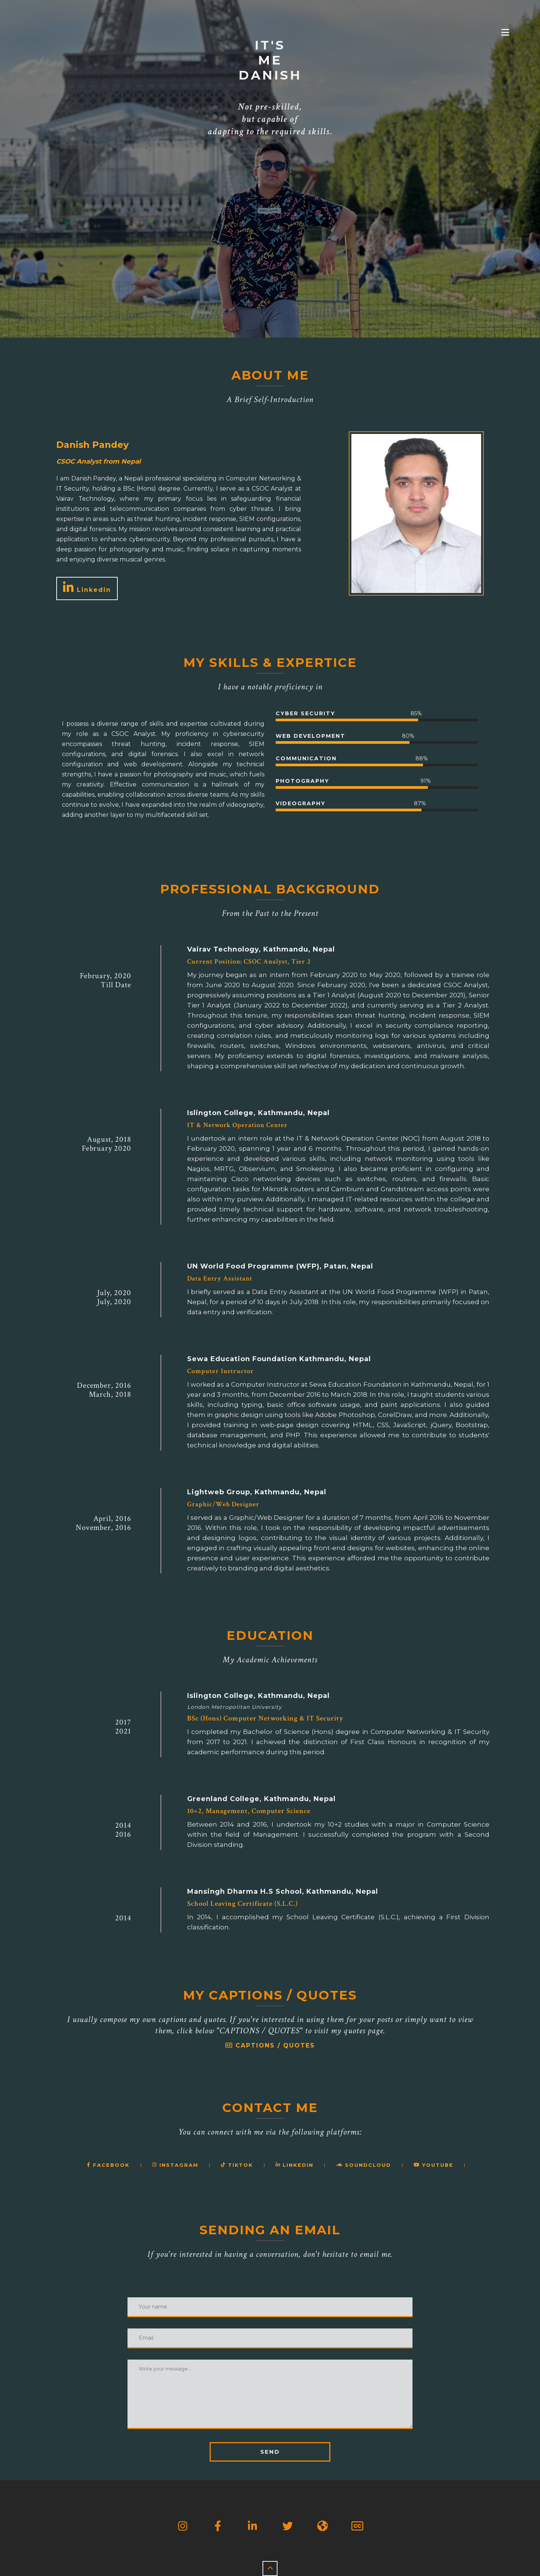 IT'S
ME
DANISH
Not pre-skilled,
but capable of
adapting to the required skills.
ABOUT ME
A Brief Self-Introduction
Danish Pandey
CSOC Analyst from Nepal
I am Danish Pandey, a Nepali professional specializing in Computer Networking &
IT Security, holding a BSc (Hons) degree. Currently, I serve as a CSOC Analyst at
Vairav Technology, where my primary focus lies in safeguarding financial
institutions and telecommunication companies from cyber threats. I bring
expertise in areas such as threat hunting, incident response, SIEM configurations,
and digital forensics. My mission revolves around consistent learning and practical
application to enhance cybersecurity. Beyond my professional pursuits, I have a
deep passion for photography and music, finding solace in capturing moments
and enjoying diverse musical genres.
LinkedIn
MY SKILLS & EXPERTICE
I have a notable proficiency in
I possess a diverse range of skills and expertise cultivated during
my role as a CSOC Analyst. My proficiency in cybersecurity
encompasses threat hunting, incident response, SIEM
configurations, and digital forensics. I also excel in network
configuration and web development. Alongside my technical
strengths, I have a passion for photography and music, which fuels
my creativity. Effective communication is a hallmark of my
capabilities, enabling collaboration across diverse teams. As my skills
continue to evolve, I have expanded into the realm of videography,
adding another layer to my multifaceted skill set.
CYBER SECURITY 85%
WEB DEVELOPMENT 80%
COMMUNICATION 88%
PHOTOGRAPHY 91%
VIDEOGRAPHY 87%
PROFESSIONAL BACKGROUND
From the Past to the Present
February, 2020
Till Date
Vairav Technology, Kathmandu, Nepal
Current Position: CSOC Analyst, Tier 2
My journey began as an intern from February 2020 to May 2020, followed by a trainee role
from June 2020 to August 2020. Since February 2020, I've been a dedicated CSOC Analyst,
progressively assuming positions as a Tier 1 Analyst (August 2020 to December 2021), Senior
Tier 1 Analyst (January 2022 to December 2022), and currently serving as a Tier 2 Analyst.
Throughout this tenure, my responsibilities span threat hunting, incident response, SIEM
configurations, and cyber advisory. Additionally, I excel in security compliance reporting,
creating correlation rules, and meticulously monitoring logs for various systems including
firewalls, routers, switches, Windows environments, webservers, antivirus, and critical
servers. My proficiency extends to digital forensics, investigations, and malware analysis,
shaping a comprehensive skill set reflective of my dedication and continuous growth.
August, 2018
February 2020
Islington College, Kathmandu, Nepal
IT & Network Operation Center
I undertook an intern role at the IT & Network Operation Center (NOC) from August 2018 to
February 2020, spanning 1 year and 6 months. Throughout this period, I gained hands-on
experience and developed various skills, including network monitoring using tools like
Nagios, MRTG, Observium, and Smokeping. I also became proficient in configuring and
maintaining Cisco networking devices such as switches, routers, and firewalls. Basic
configuration tasks for Mikrotik routers and Cambium and Grandstream access points were
also within my purview. Additionally, I managed IT-related resources within the college and
provided timely technical support for hardware, software, and network troubleshooting,
further enhancing my capabilities in the field.
July, 2020
July, 2020
UN World Food Programme (WFP), Patan, Nepal
Data Entry Assistant
I briefly served as a Data Entry Assistant at the UN World Food Programme (WFP) in Patan,
Nepal, for a period of 10 days in July 2018. In this role, my responsibilities primarily focused on
data entry and verification.
December, 2016
March, 2018
Sewa Education Foundation Kathmandu, Nepal
Computer Instructor
I worked as a Computer Instructor at Sewa Education Foundation in Kathmandu, Nepal, for 1
year and 3 months, from December 2016 to March 2018. In this role, I taught students various
skills, including typing, basic office software usage, and paint applications. I also guided
them in graphic design using tools like Adobe Photoshop, CorelDraw, and more. Additionally,
I provided training in web-page design covering HTML, CSS, JavaScript, jQuery, Bootstrap,
database management, and PHP. This experience allowed me to contribute to students'
technical knowledge and digital abilities.
April, 2016
November, 2016
Lightweb Group, Kathmandu, Nepal
Graphic/Web Designer
I served as a Graphic/Web Designer for a duration of 7 months, from April 2016 to November
2016. Within this role, I took on the responsibility of developing impactful advertisements
and designing logos, contributing to the visual identity of various projects. Additionally, I
engaged in crafting visually appealing front-end designs for websites, enhancing the online
presence and user experience. This experience afforded me the opportunity to contribute
creatively to branding and digital aesthetics.
EDUCATION
My Academic Achievements
2017
2021
Islington College, Kathmandu, Nepal
London Metropolitan University
BSc (Hons) Computer Networking & IT Security
I completed my Bachelor of Science (Hons) degree in Computer Networking & IT Security
from 2017 to 2021. I achieved the distinction of First Class Honours in recognition of my
academic performance during this period.
2014
2016
Greenland College, Kathmandu, Nepal
10+2, Management, Computer Science
Between 2014 and 2016, I undertook my 10+2 studies with a major in Computer Science
within the field of Management. I successfully completed the program with a Second
Division standing.
2014
Mansingh Dharma H.S School, Kathmandu, Nepal
School Leaving Certificate (S.L.C.)
In 2014, I accomplished my School Leaving Certificate (S.L.C.), achieving a First Division
classification.
MY CAPTIONS / QUOTES
I usually compose my own captions and quotes. If you're interested in using them for your posts or simply want to view
them, click below "CAPTIONS / QUOTES" to visit my quotes page.
CAPTIONS / QUOTES
CONTACT ME
You can connect with me via the following platforms:
FACEBOOK | INSTAGRAM | TIKTOK | LINKEDIN | SOUNDCLOUD | YOUTUBE |
SENDING AN EMAIL
If you're interested in having a conversation, don't hesitate to email me.
Your name
Email
Write your message
SEND